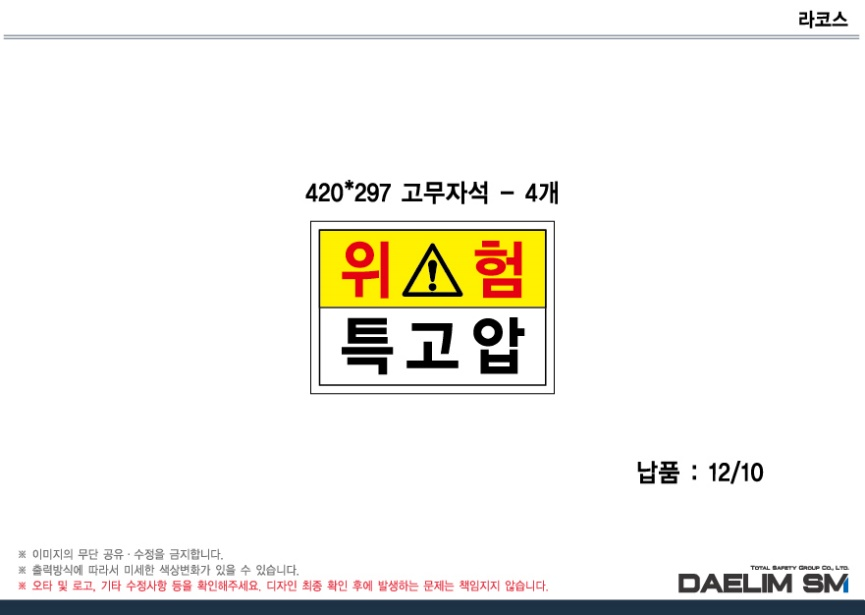 라코스
420*297 고무자석 - 4개
위 험
특고압
납품 : 12/10
※ 이미지의 무단 공유·수정을 금지합니다.
※ 출력방식에 따라서 미세한 색상변화가 있을 수 있습니다.
※ 오타 및 로고, 기타 수정사항 등을 확인해주세요. 디자인 최종 확인 후에 발생하는 문제는 책임지지 않습니다.
TOTAL SAFETY GROUP CO., LTD.
DAELIM SM